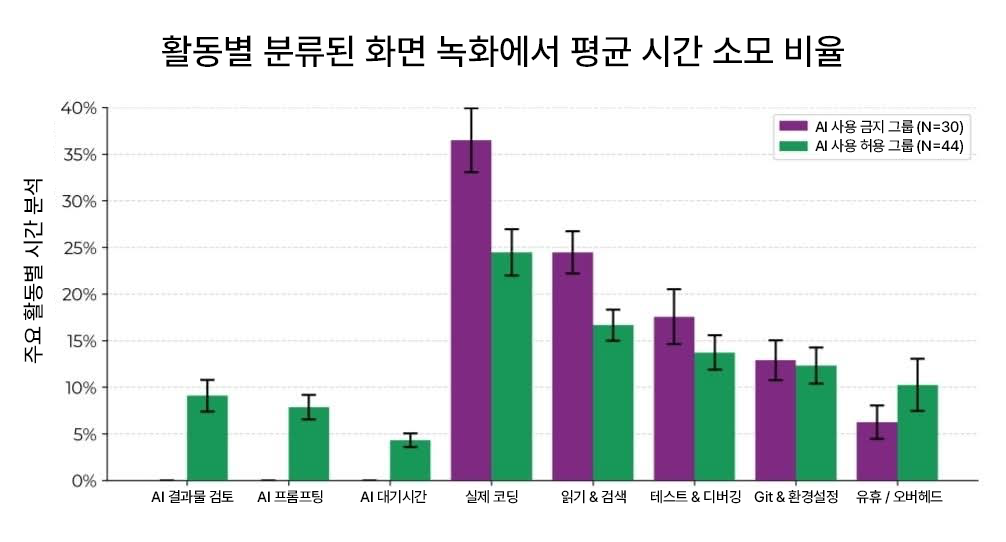 활동별 분류된 화면 녹화에서 평균 시간 소모 비율
주요 활동별 시간 분석
40%
35%
30%
25%
20%
15%
10%
5%
0%
AI 사용 금지 그룹 (N=30)
AI 사용 허용 그룹 (N=44)
AI 결과물 검토
AI 프롬프팅
AI 대기시간
실제 코딩
읽기 & 검색
테스트 & 디버깅
Git & 환경설정
유휴 / 오버헤드